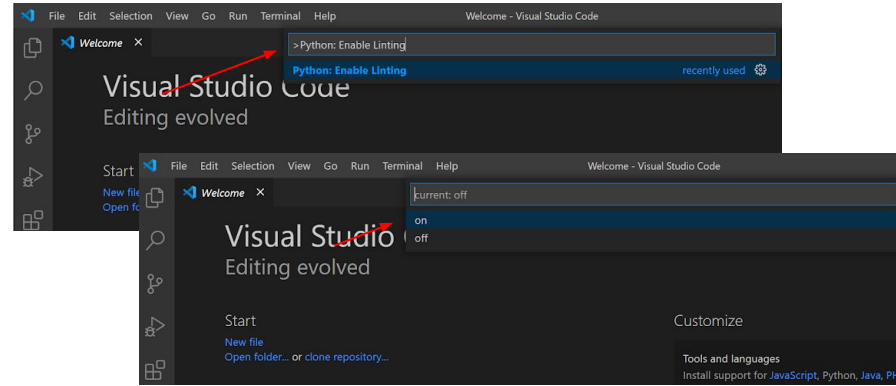 File Edit Selection View Go Run Terminal Help Welcome - Visual Studio Code
Welcome
>Python: Enable Linting
Python: Enable Linting recently used
Visual Studio Code
Editing evolved
Start
New file
Open
File Edit Selection View Go Run Terminal Help Welcome - Visual Studio Code
Welcome
current: off
on
off
Visual Studio
Editing evolved
Start
New file
Open folder... or clone repository...
Customize
Tools and languages
Install support for JavaScript, Python, Java,